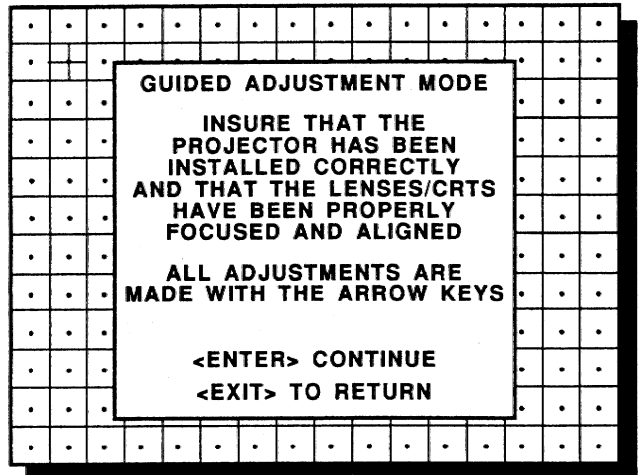 GUIDED ADJUSTMENT MODE
INSURE THAT THE
PROJECTOR HAS BEEN
INSTALLED CORRECTLY
AND THAT THE LENSES/CRTS
HAVE BEEN PROPERLY
FOCUSED AND ALIGNED
ALL ADJUSTMENTS ARE
MADE WITH THE ARROW KEYS
<ENTER> CONTINUE
<EXIT> TO RETURN